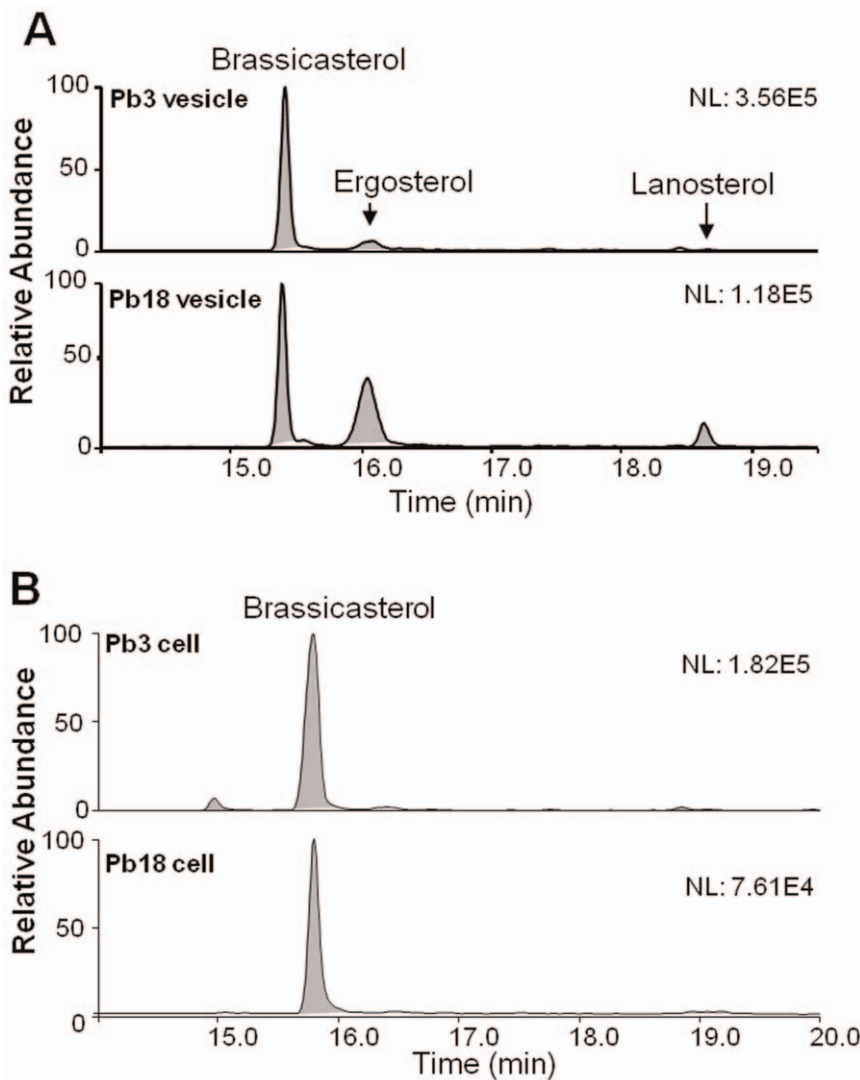 A
Brassicasterol
100
Pb3 vesicle
NL: 3.56E5
Ergosterol
Lanosterol
50
0
Relative Abundance
100
Pb18 vesicle
NL: 1.18E5
50
0
15.0 16.0 17.0 18.0 19.0
Time (min)
B
Brassicasterol
100
Pb3 cell
NL: 1.82E5
50
0
Relative Abundance
100
Pb18 cell
NL: 7.61E4
50
0
15.0 16.0 17.0 18.0 19.0 20.0
Time (min)